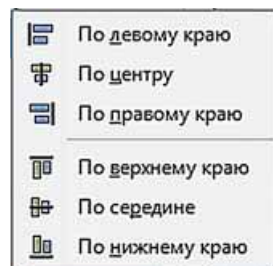 По левому краю
По центру
По правому краю
По верхнему краю
По середине
По нижнему краю